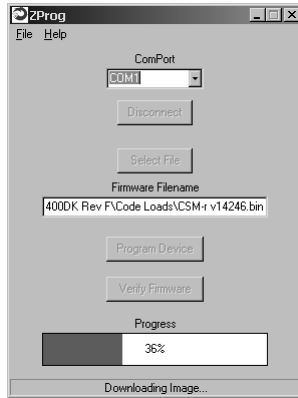 ZProg
File Help
ComPort
COM1
Disconnect
Select File
Firmware Filename
400DK Rev F\Code Loads\CSM-r v14246.bin
Program Device
Verify Firmware
Progress
36%
Downloading Image...